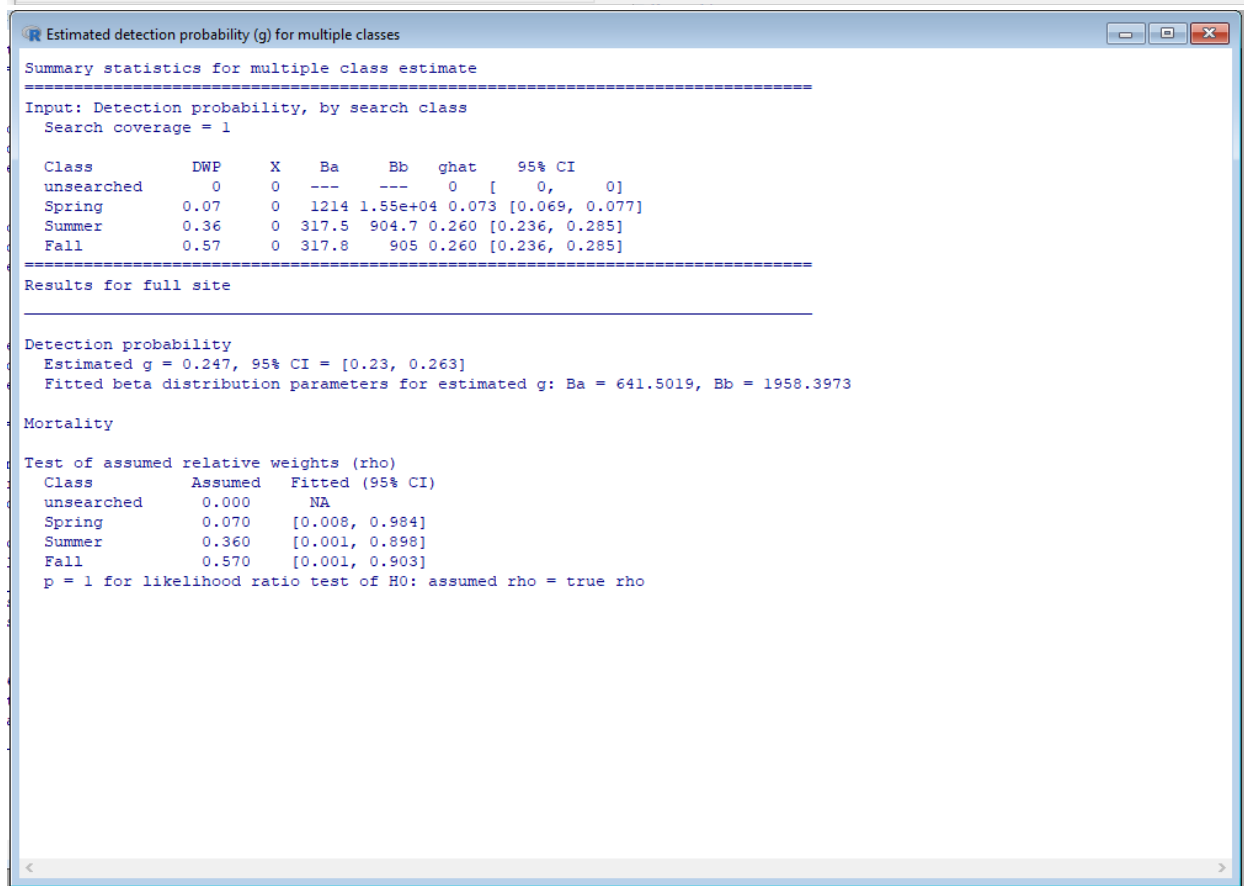 Estimated detection probability (g) for multiple classes
Summary statistics for multiple class estimate
================================================================================
Input: Detection probability, by search class
  Search coverage = 1
  Class          DWP     X    Ba     Bb   ghat    95% CI
  unsearched       0     0   ---    ---    0   [    0,     0]
  Spring        0.07     0   1214 1.55e+04 0.073 [0.069, 0.077]
  Summer        0.36     0  317.5  904.7 0.260 [0.236, 0.285]
  Fall          0.57     0  317.8    905 0.260 [0.236, 0.285]
================================================================================
Results for full site
Detection probability
  Estimated g = 0.247, 95% CI = [0.23, 0.263]
  Fitted beta distribution parameters for estimated g: Ba = 641.5019, Bb = 1958.3973
Mortality
Test of assumed relative weights (rho)
  Class          Assumed   Fitted (95% CI)
  unsearched      0.000      NA
  Spring          0.070    [0.008, 0.984]
  Summer          0.360    [0.001, 0.898]
  Fall            0.570    [0.001, 0.903]
  p = 1 for likelihood ratio test of H0: assumed rho = true rho